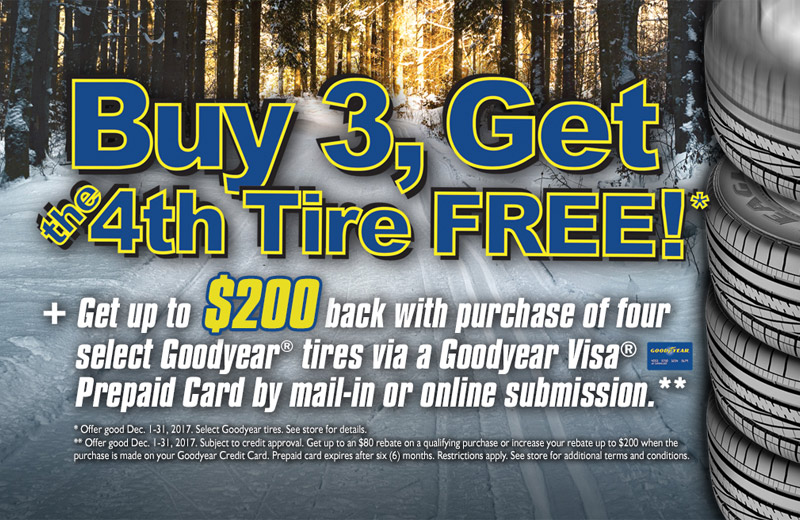 Buy 3, Get
the 4th Tire FREE!*
+ Get up to $200 back with purchase of four
select Goodyear® tires via a Goodyear Visa®
GOODYEAR
Prepaid Card by mail-in or online submission.**
* Offer good Dec. 1-31, 2017. Select Goodyear tires. See store for details.
** Offer good Dec. 1-31, 2017. Subject to credit approval. Get up to an $80 rebate on a qualifying purchase or increase your rebate up to $200 when the
purchase is made on your Goodyear Credit Card. Prepaid card expires after six (6) months. Restrictions apply. See store for additional terms and conditions.